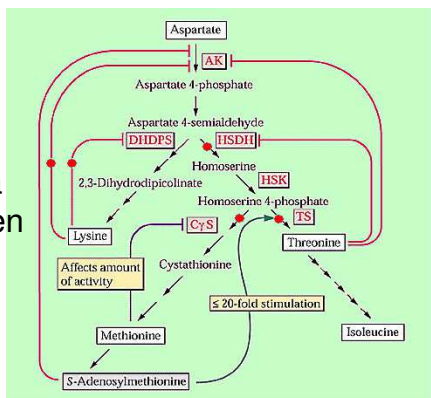 Aspartate
AK
Aspartate 4-phosphate
Aspartate 4-semialdehyde
DHDPS
HSDH
Homoserine
HSK
2,3-Dihydrodipicolinate
Homoserine 4-phosphate
en
Lysine
CγS
TS
Threonine
Affects amount
of activity
Cystathionine
≤ 20-fold stimulation
Methionine
Isoleucine
S-Adenosylmethionine